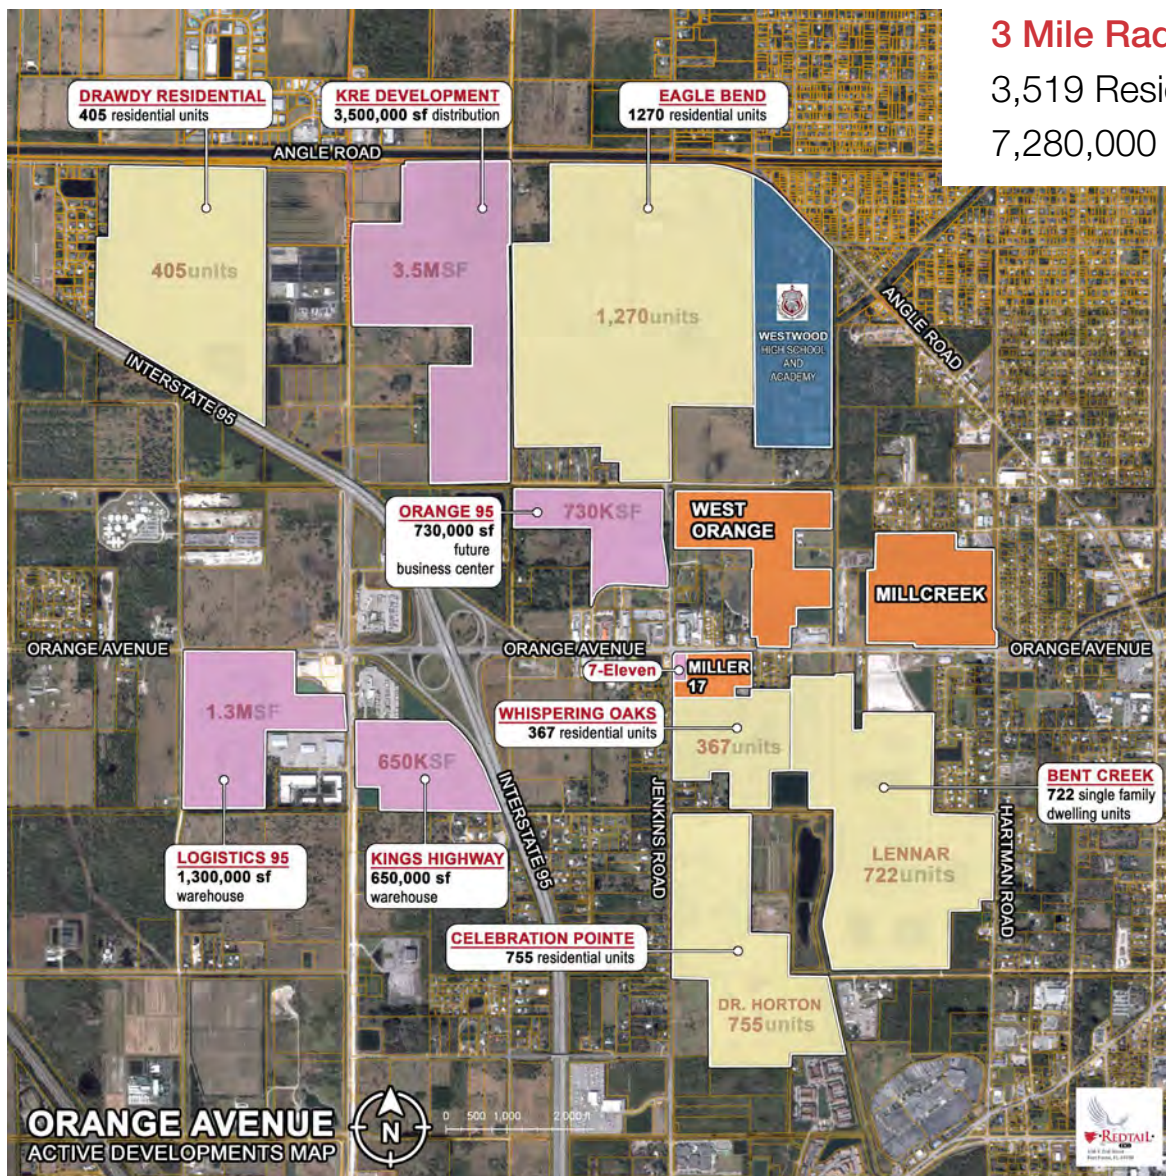 3 Mile Rad
3,519 Resid
7,280,000
DRAWDY RESIDENTIAL
405 residential units
KRE DEVELOPMENT
3,500,000 sf distribution
EAGLE BEND
1270 residential units
ANGLE ROAD
405units
3.5MSF
1,270units
WESTWOOD
HIGH SCHOOL
AND
ACADEMY
ANGLE ROAD
INTERSTATE 95
ORANGE 95
730,000 sf
future
business center
730KSF
WEST
ORANGE
MILLCREEK
ORANGE AVENUE
ORANGE AVENUE
ORANGE AVENUE
7-Eleven
MILLER
17
1.3MSF
WHISPERING OAKS
367 residential units
367units
650KSF
INTERSTATE 95
JENKINS ROAD
BENT CREEK
722 single family
dwelling units
HARTMAN ROAD
LOGISTICS 95
1,300,000 sf
warehouse
KINGS HIGHWAY
650,000 sf
warehouse
LENNAR
722units
CELEBRATION POINTE
755 residential units
DR. HORTON
755units
ORANGE AVENUE
ACTIVE DEVELOPMENTS MAP
N
0 500 1,000 2,000 ft
REDTAIL